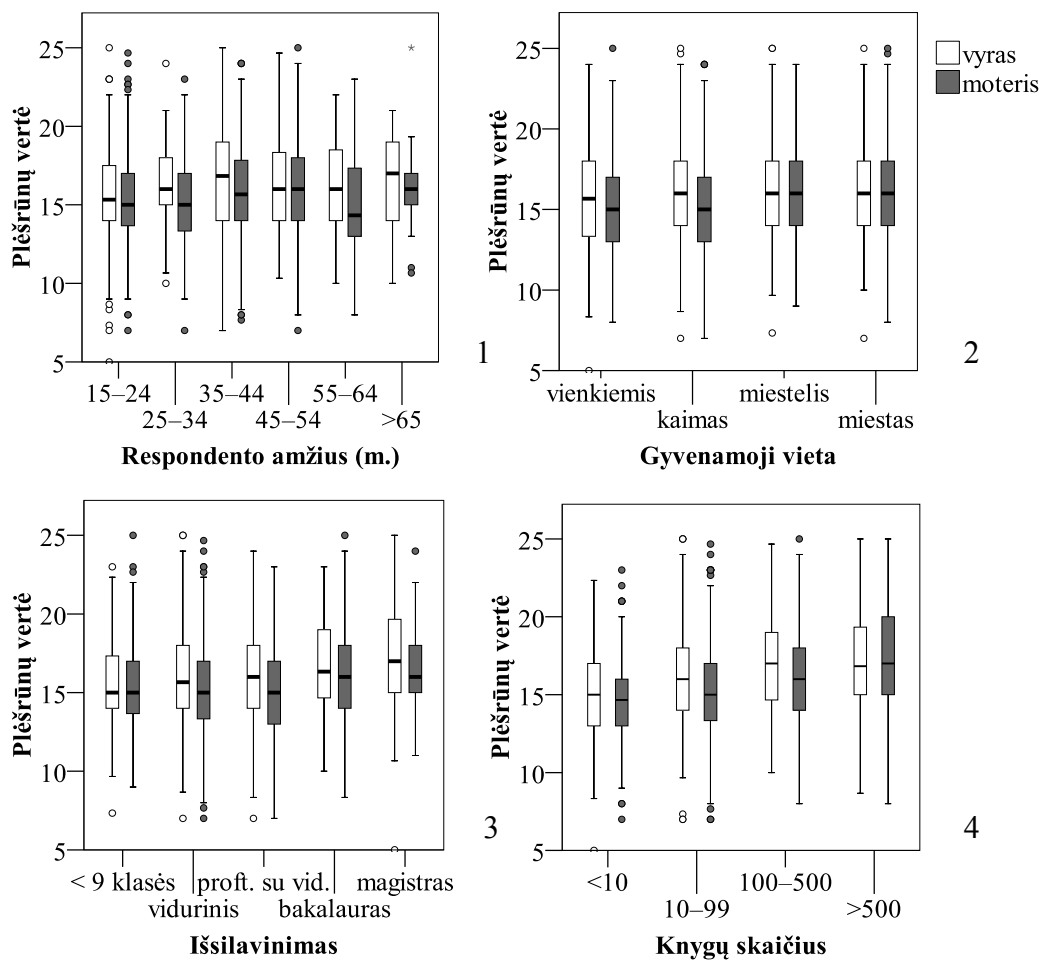 25
20
15
10
5
Plėšrūnų vertė
15–24
25–34
35–44
45–54
55–64
>65
Respondento amžius (m.)
1
25
20
15
10
5
Plėšrūnų vertė
vienkiemis
kaimas
miestelis
miestas
Gyvenamoji vieta
2
vyras
moteris
25
20
15
10
5
Plėšrūnų vertė
< 9 klasės
vidurinis
proft. su vid.
bakalauras
magistras
Išsilavinimas
3
25
20
15
10
5
Plėšrūnų vertė
<10
10–99
100–500
>500
Knygų skaičius
4